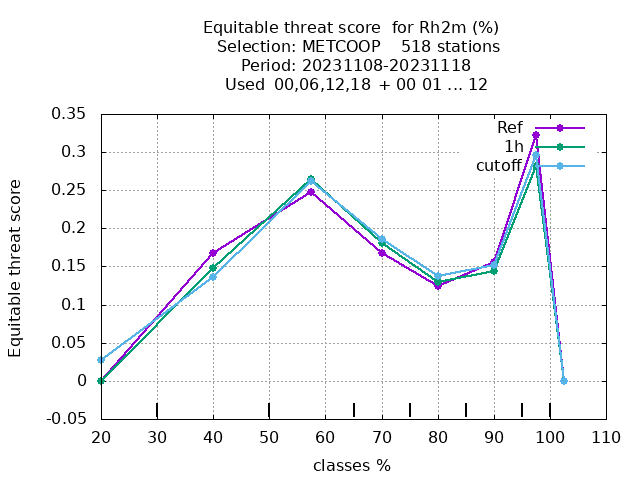 Equitable threat score  for Rh2m (%)
Selection: METCOOP    518 stations
Period: 20231108-20231118
Used  00,06,12,18 + 00 01 ... 12
Ref
1h
cutoff
Equitable threat score
0.35
0.3
0.25
0.2
0.15
0.1
0.05
0
-0.05
20 30 40 50 60 70 80 90 100 110
classes %